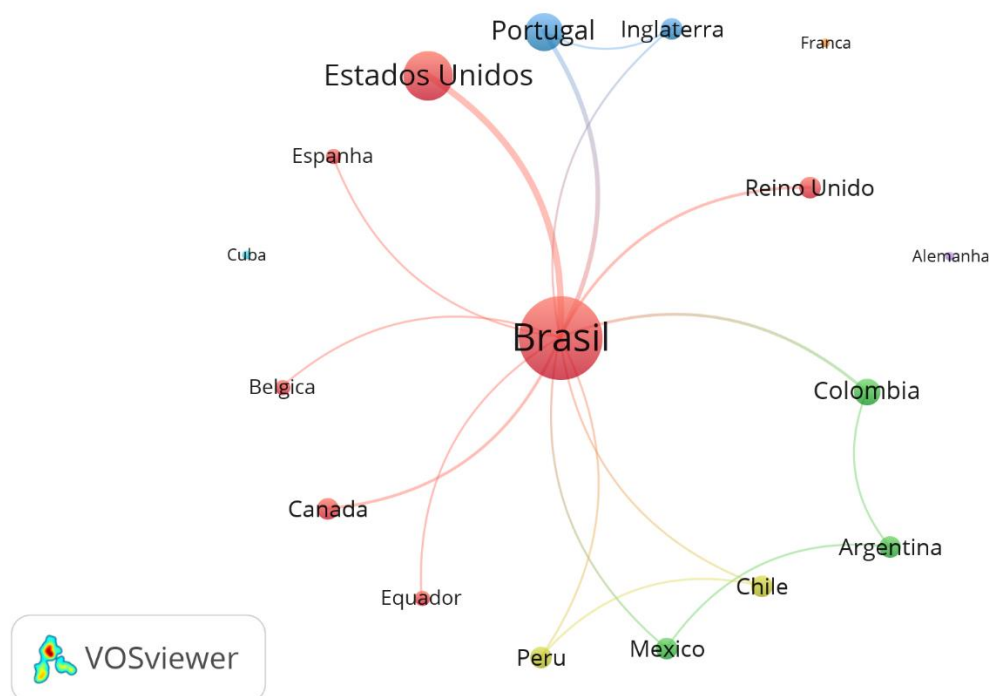 Portugal
Inglaterra
Franca
Estados Unidos
Espanha
Reino Unido
Cuba
Alemanha
Brasil
Belgica
Colombia
Canada
Argentina
Chile
Equador
Mexico
Peru
VOSviewer